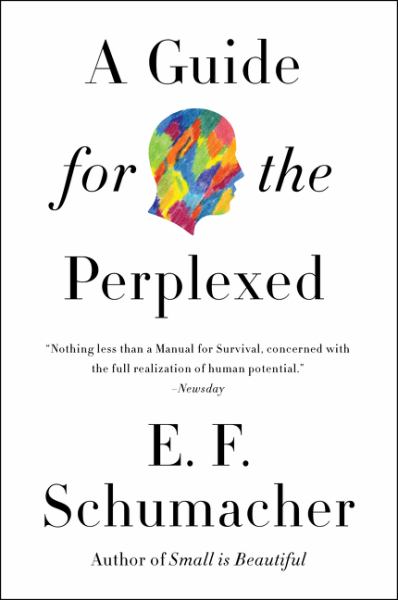 A Guide
for the
Perplexed
“Nothing less than a Manual for Survival, concerned with
the full realization of human potential.”
–Newsday
E. F.
Schumacher
Author of Small is Beautiful